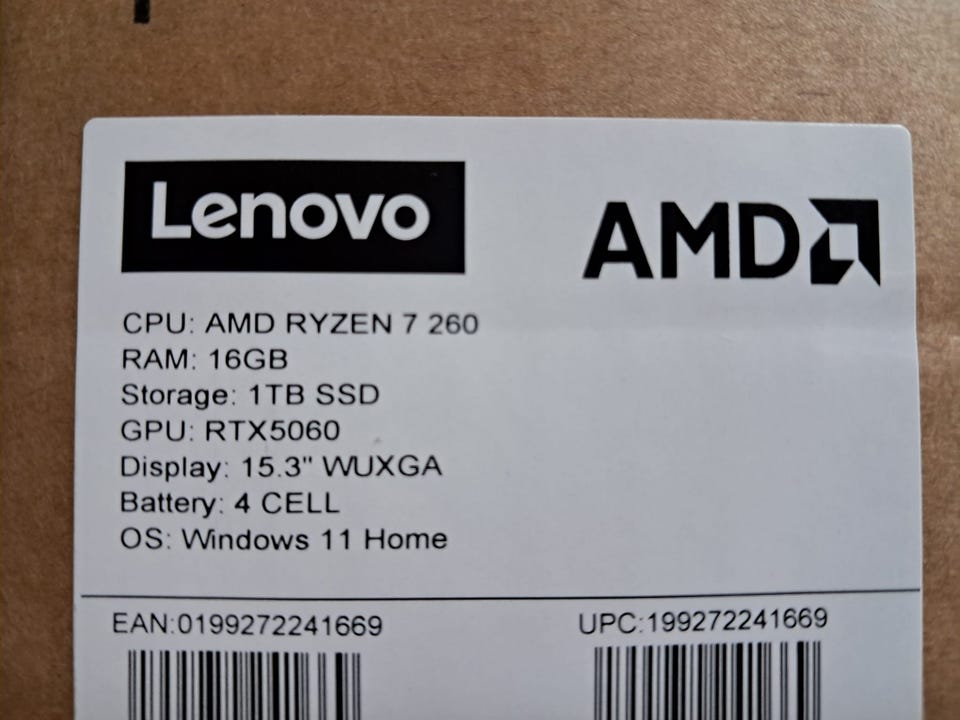 Lenovo
AMD
CPU: AMD RYZEN 7 260
RAM: 16GB
Storage: 1TB SSD
GPU: RTX5060
Display: 15.3" WUXGA
Battery: 4 CELL
OS: Windows 11 Home
EAN:0199272241669
UPC:199272241669